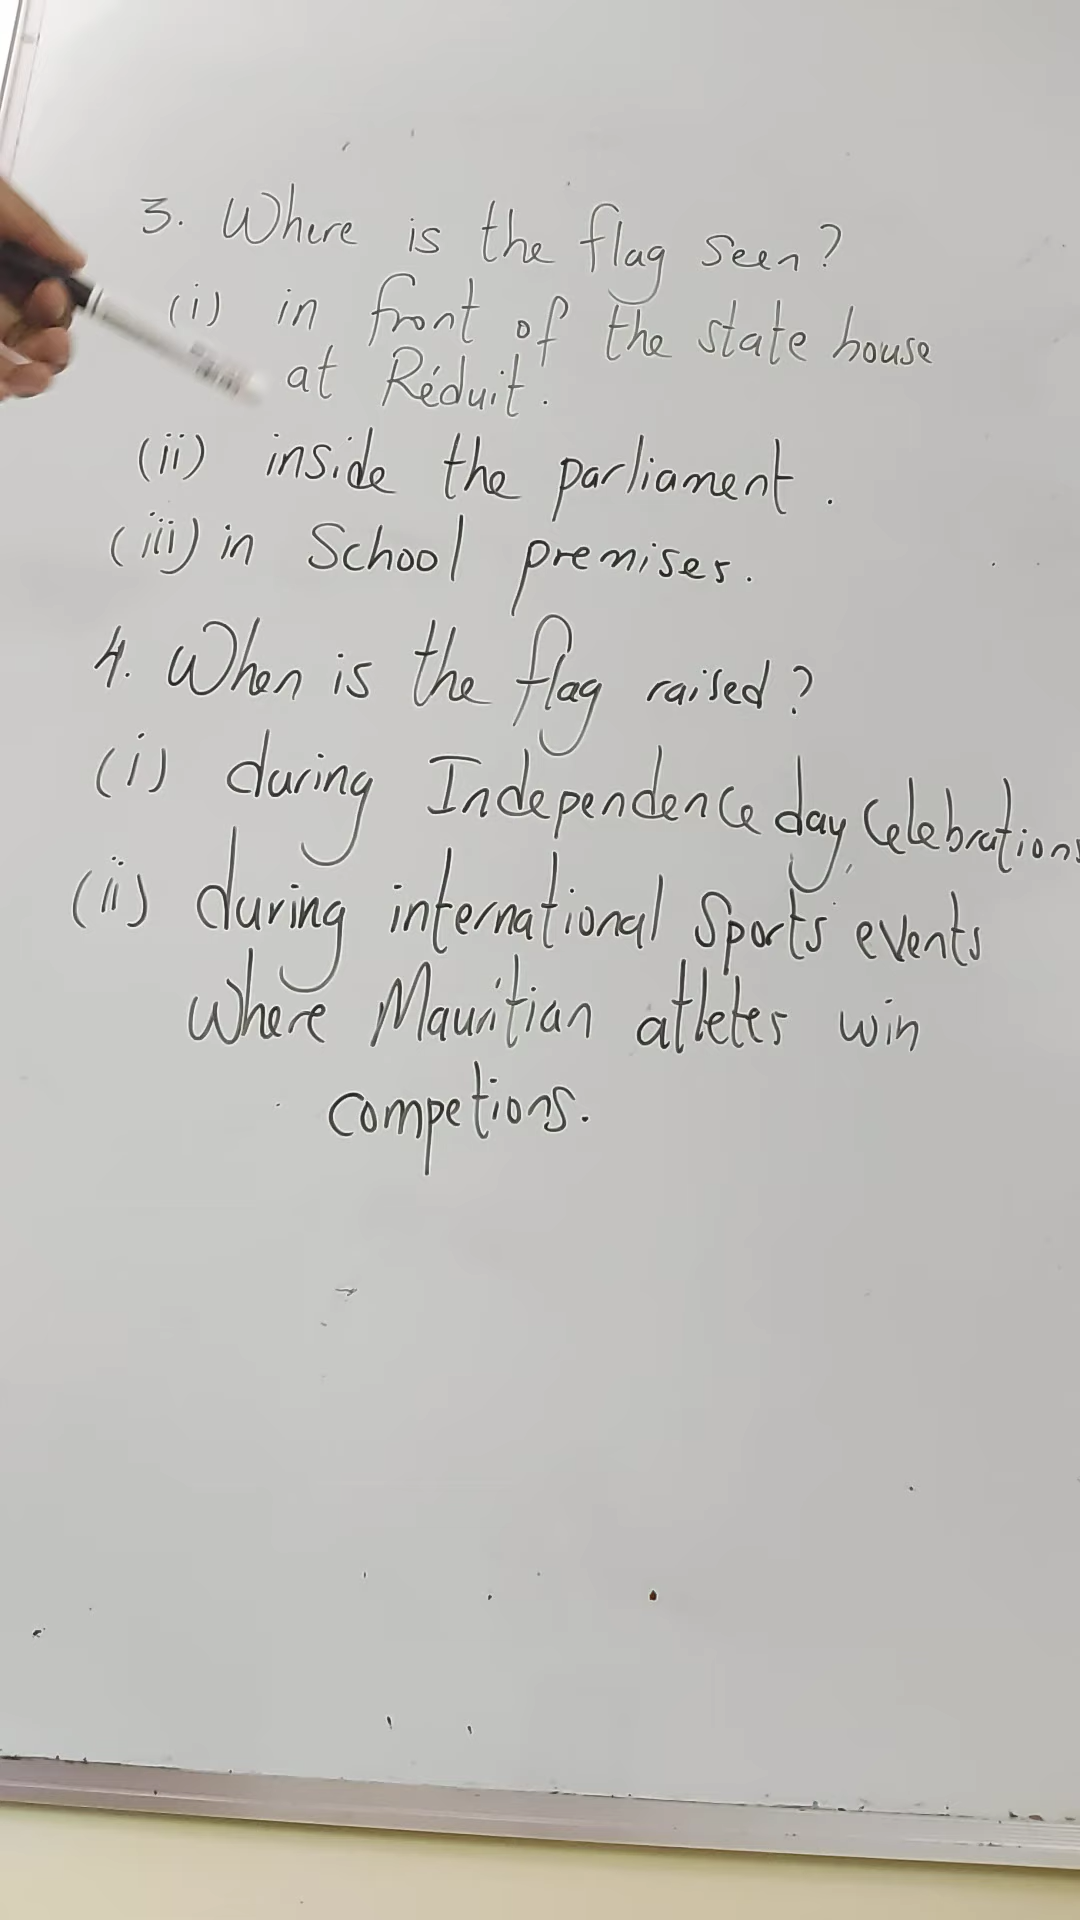 3. Where is the flag seen?
(i) in front of the state house
at Réduit.
(ii) inside the parliament.
(iii) in School premises.
4. When is the flag raised?
(i) during Independence day, Celebrations
(ii) during international Sports events
where Mauritian atletes win
competions.